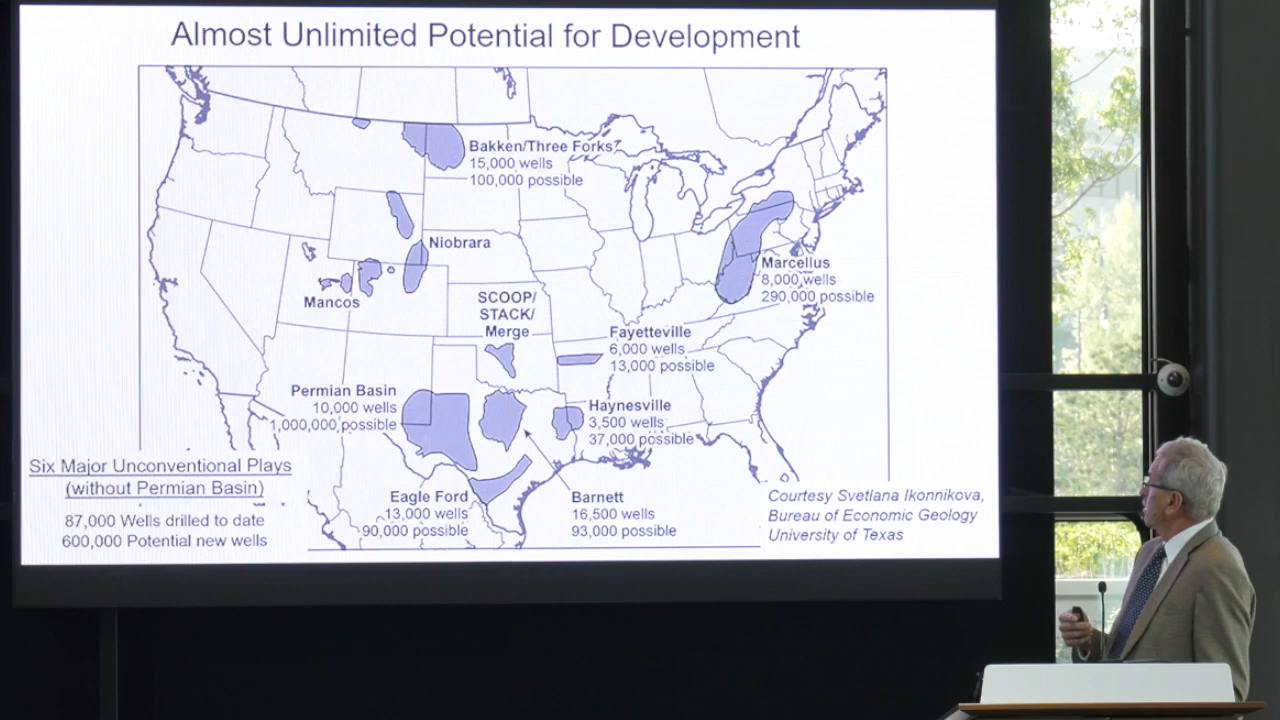 Almost Unlimited Potential for Development
Bakken/Three Forks
15,000 wells
100,000 possible
Niobrara
Mancos
SCOOP/
STACK/
Merge
Marcellus
8,000 wells
290,000 possible
Fayetteville
6,000 wells
13,000 possible
Permian Basin
10,000 wells
1,000,000 possible
Haynesville
3,500 wells
37,000 possible
Six Major Unconventional Plays
(without Permian Basin)
87,000 Wells drilled to date
600,000 Potential new wells
Eagle Ford
13,000 wells
90,000 possible
Barnett
16,500 wells
93,000 possible
Courtesy Svetlana Ikonnikova,
Bureau of Economic Geology
University of Texas